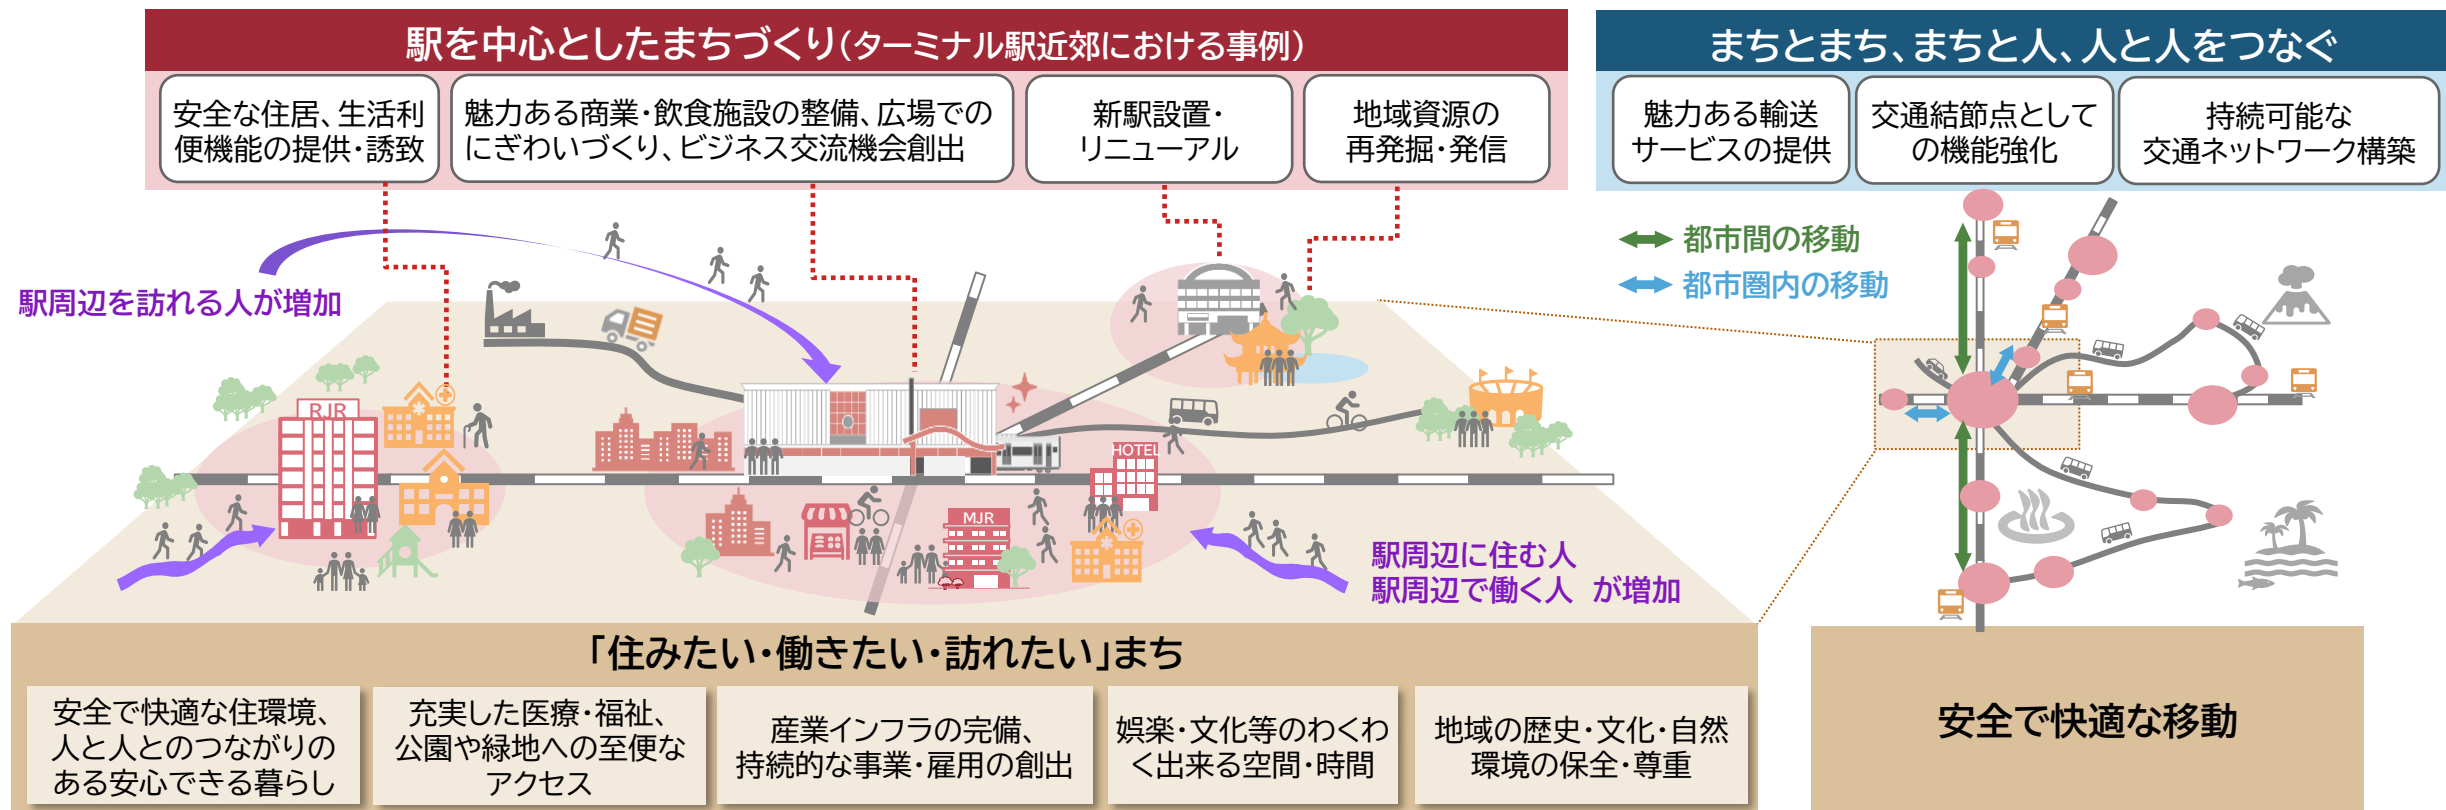 駅を中心としたまちづくり(ターミナル駅近郊における事例)
安全な住居、生活利
便機能の提供・誘致
魅力ある商業・飲食施設の整備、広場での
にぎわいづくり、ビジネス交流機会創出
新駅設置・
リニューアル
地域資源の
再発掘・発信
まちとまち、まちと人、人と人をつなぐ
魅力ある輸送
サービスの提供
交通結節点として
の機能強化
持続可能な
交通ネットワーク構築
都市間の移動
都市圏内の移動
駅周辺を訪れる人が増加
RJR
HOTEL
MJR
駅周辺に住む人
駅周辺で働く人 が増加
「住みたい・働きたい・訪れたい」まち
安全で快適な住環境、
人と人とのつながりの
ある安心できる暮らし
充実した医療・福祉、
公園や緑地への至便な
アクセス
産業インフラの完備、
持続的な事業・雇用の創出
娯楽・文化等のわくわ
く出来る空間・時間
地域の歴史・文化・自然
環境の保全・尊重
安全で快適な移動